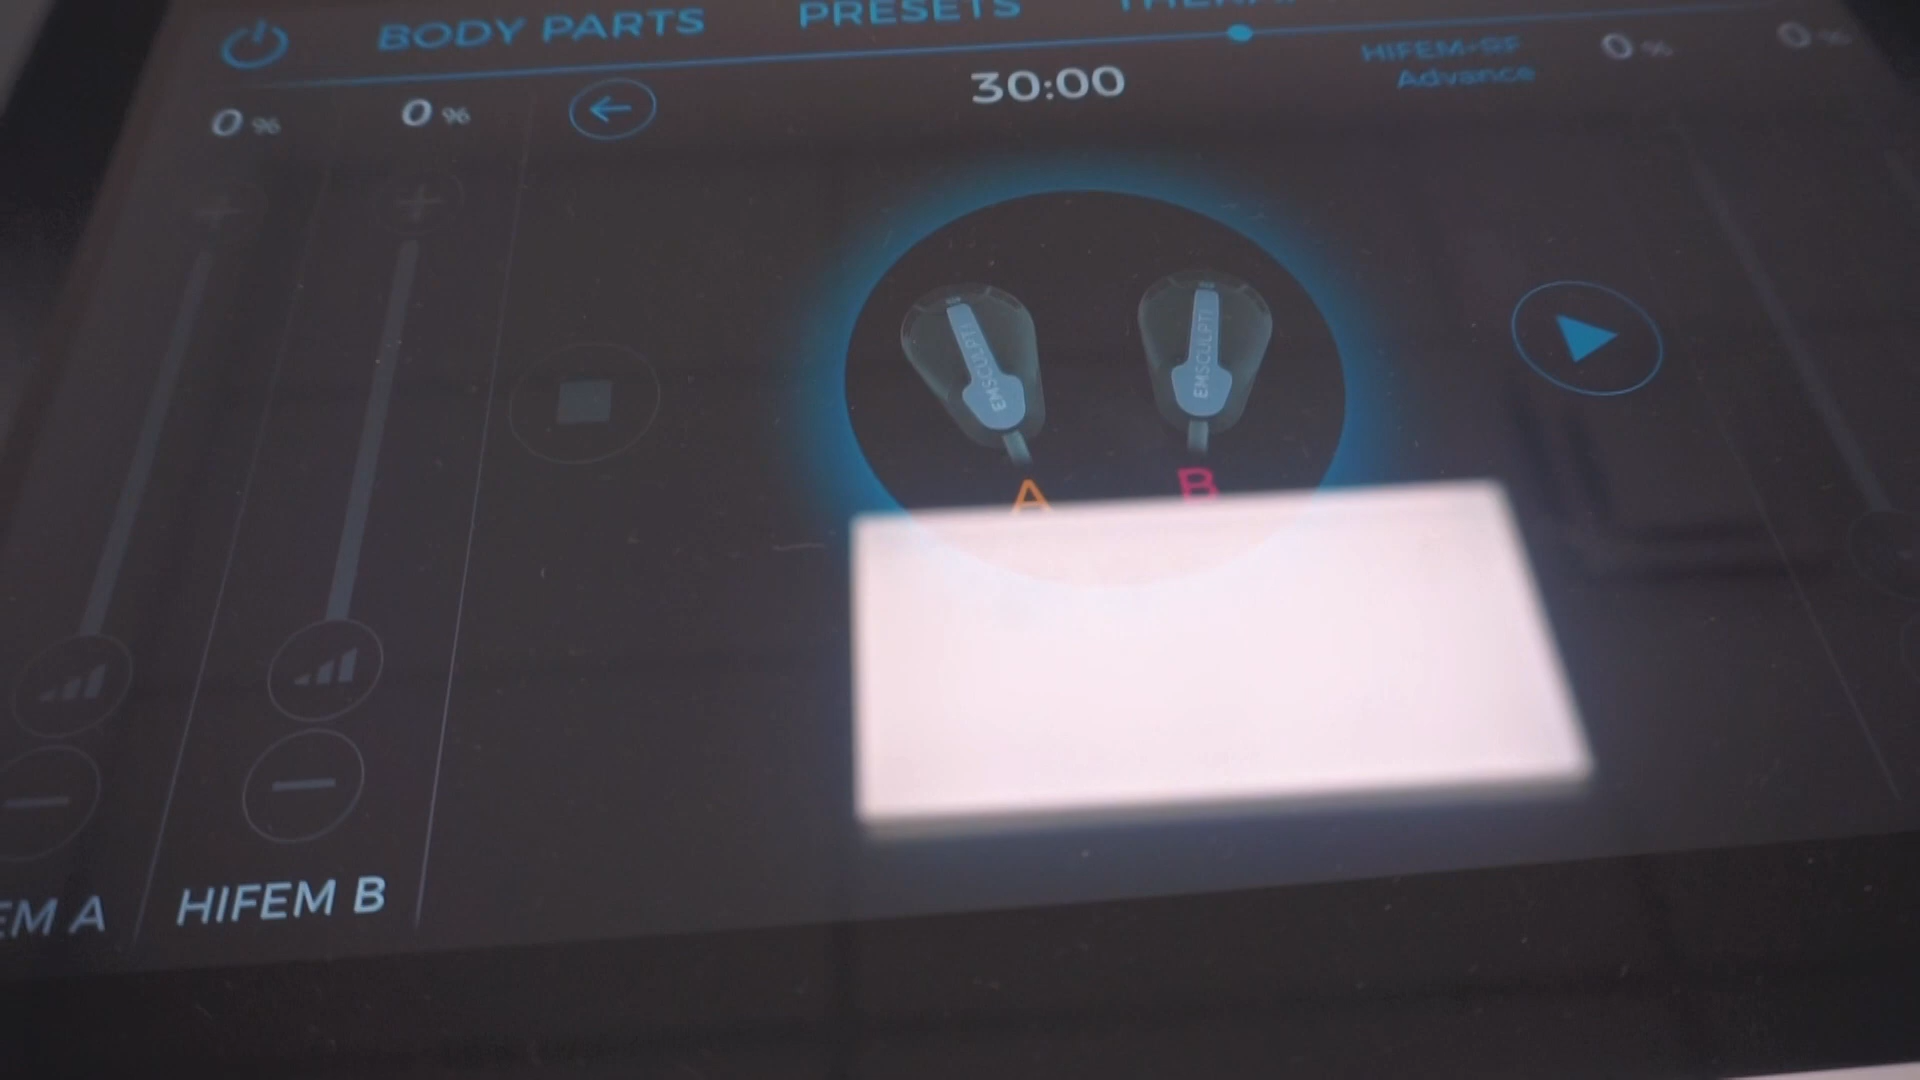 BODY PARTS
PRESETS
0 %
0 %
30:00
HIFEM+RF
Advance
0 %
0 %
EMSCULPT
EMSCULPT
A
B
EM A
HIFEM B